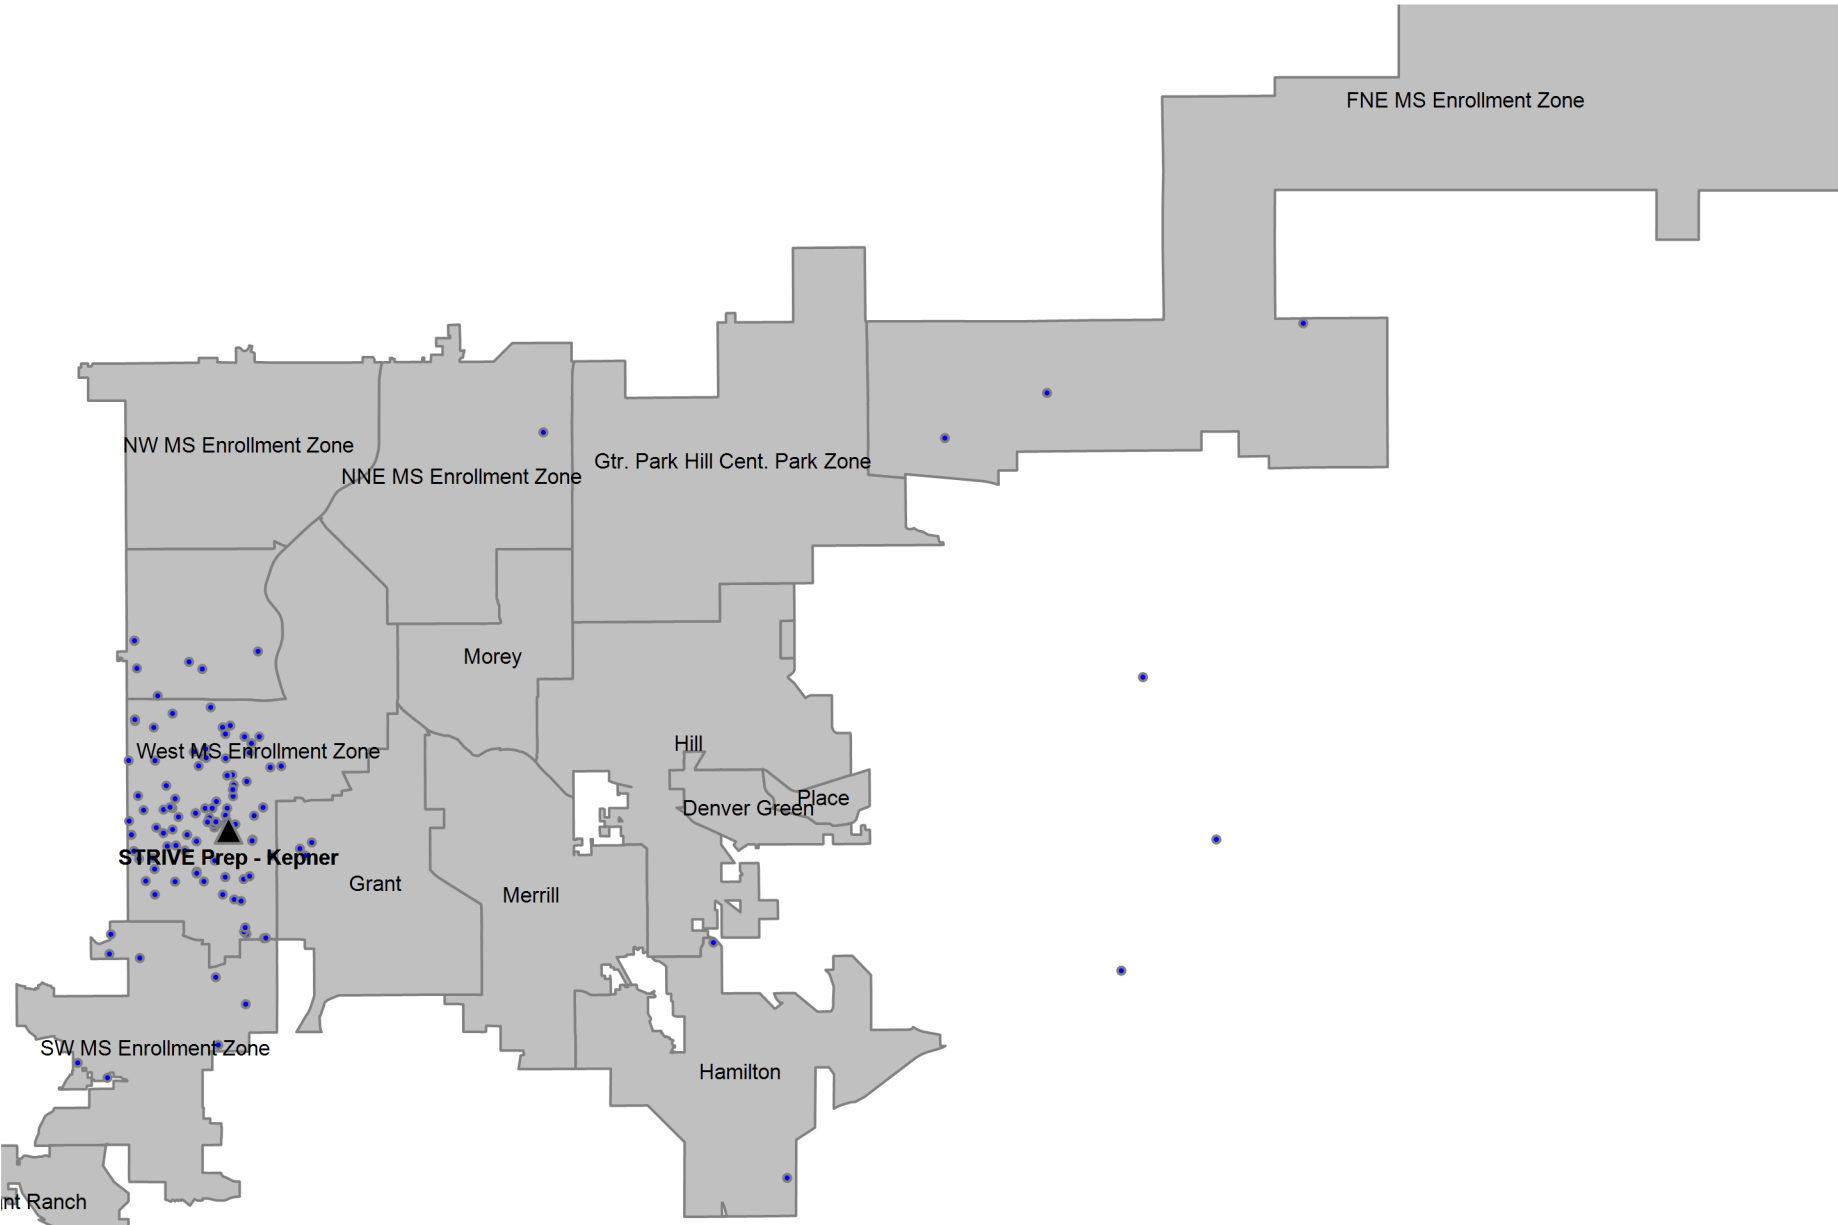 FNE MS Enrollment Zone
NW MS Enrollment Zone
NNE MS Enrollment Zone
Gtr. Park Hill Cent. Park Zone
Morey
Hill
West MS Enrollment Zone
Place
Denver Green
STRIVE Prep - Kepner
Grant
Merrill
SW MS Enrollment Zone
Hamilton
nt Ranch